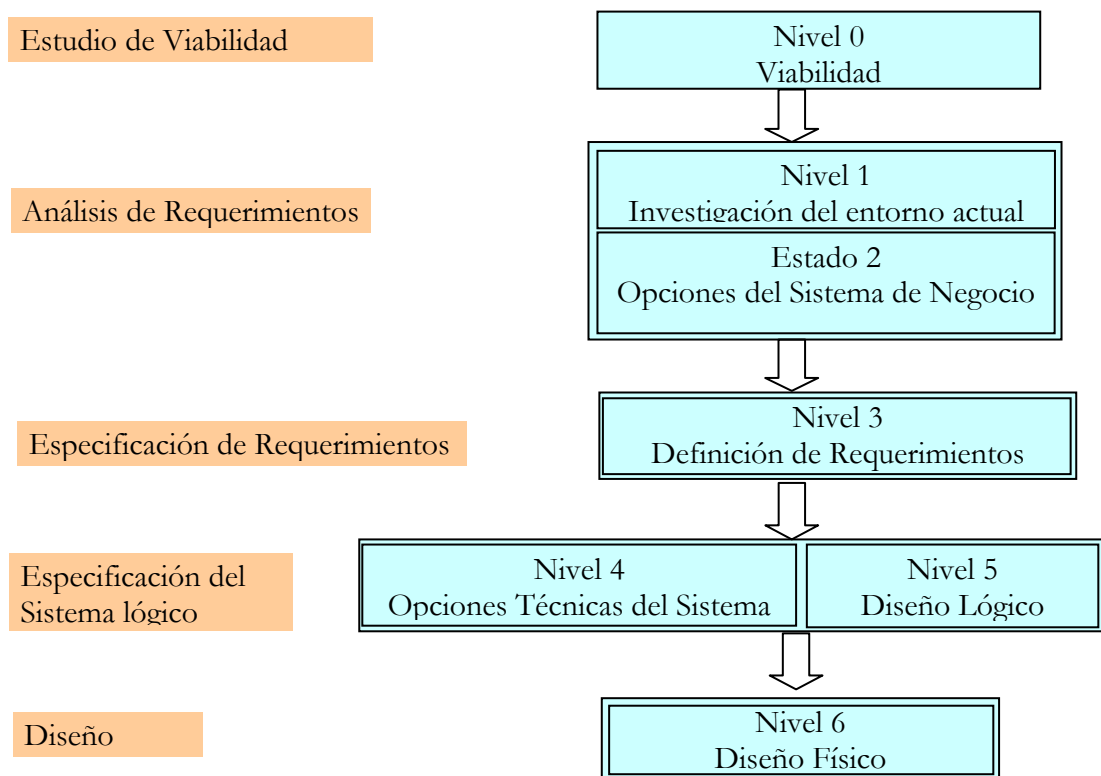 Estudio de Viabilidad
Nivel 0
Viabilidad
Análisis de Requerimientos
Nivel 1
Investigación del entorno actual
Estado 2
Opciones del Sistema de Negocio
Especificación de Requerimientos
Nivel 3
Definición de Requerimientos
Especificación del
Sistema lógico
Nivel 4
Opciones Técnicas del Sistema
Nivel 5
Diseño Lógico
Diseño
Nivel 6
Diseño Físico